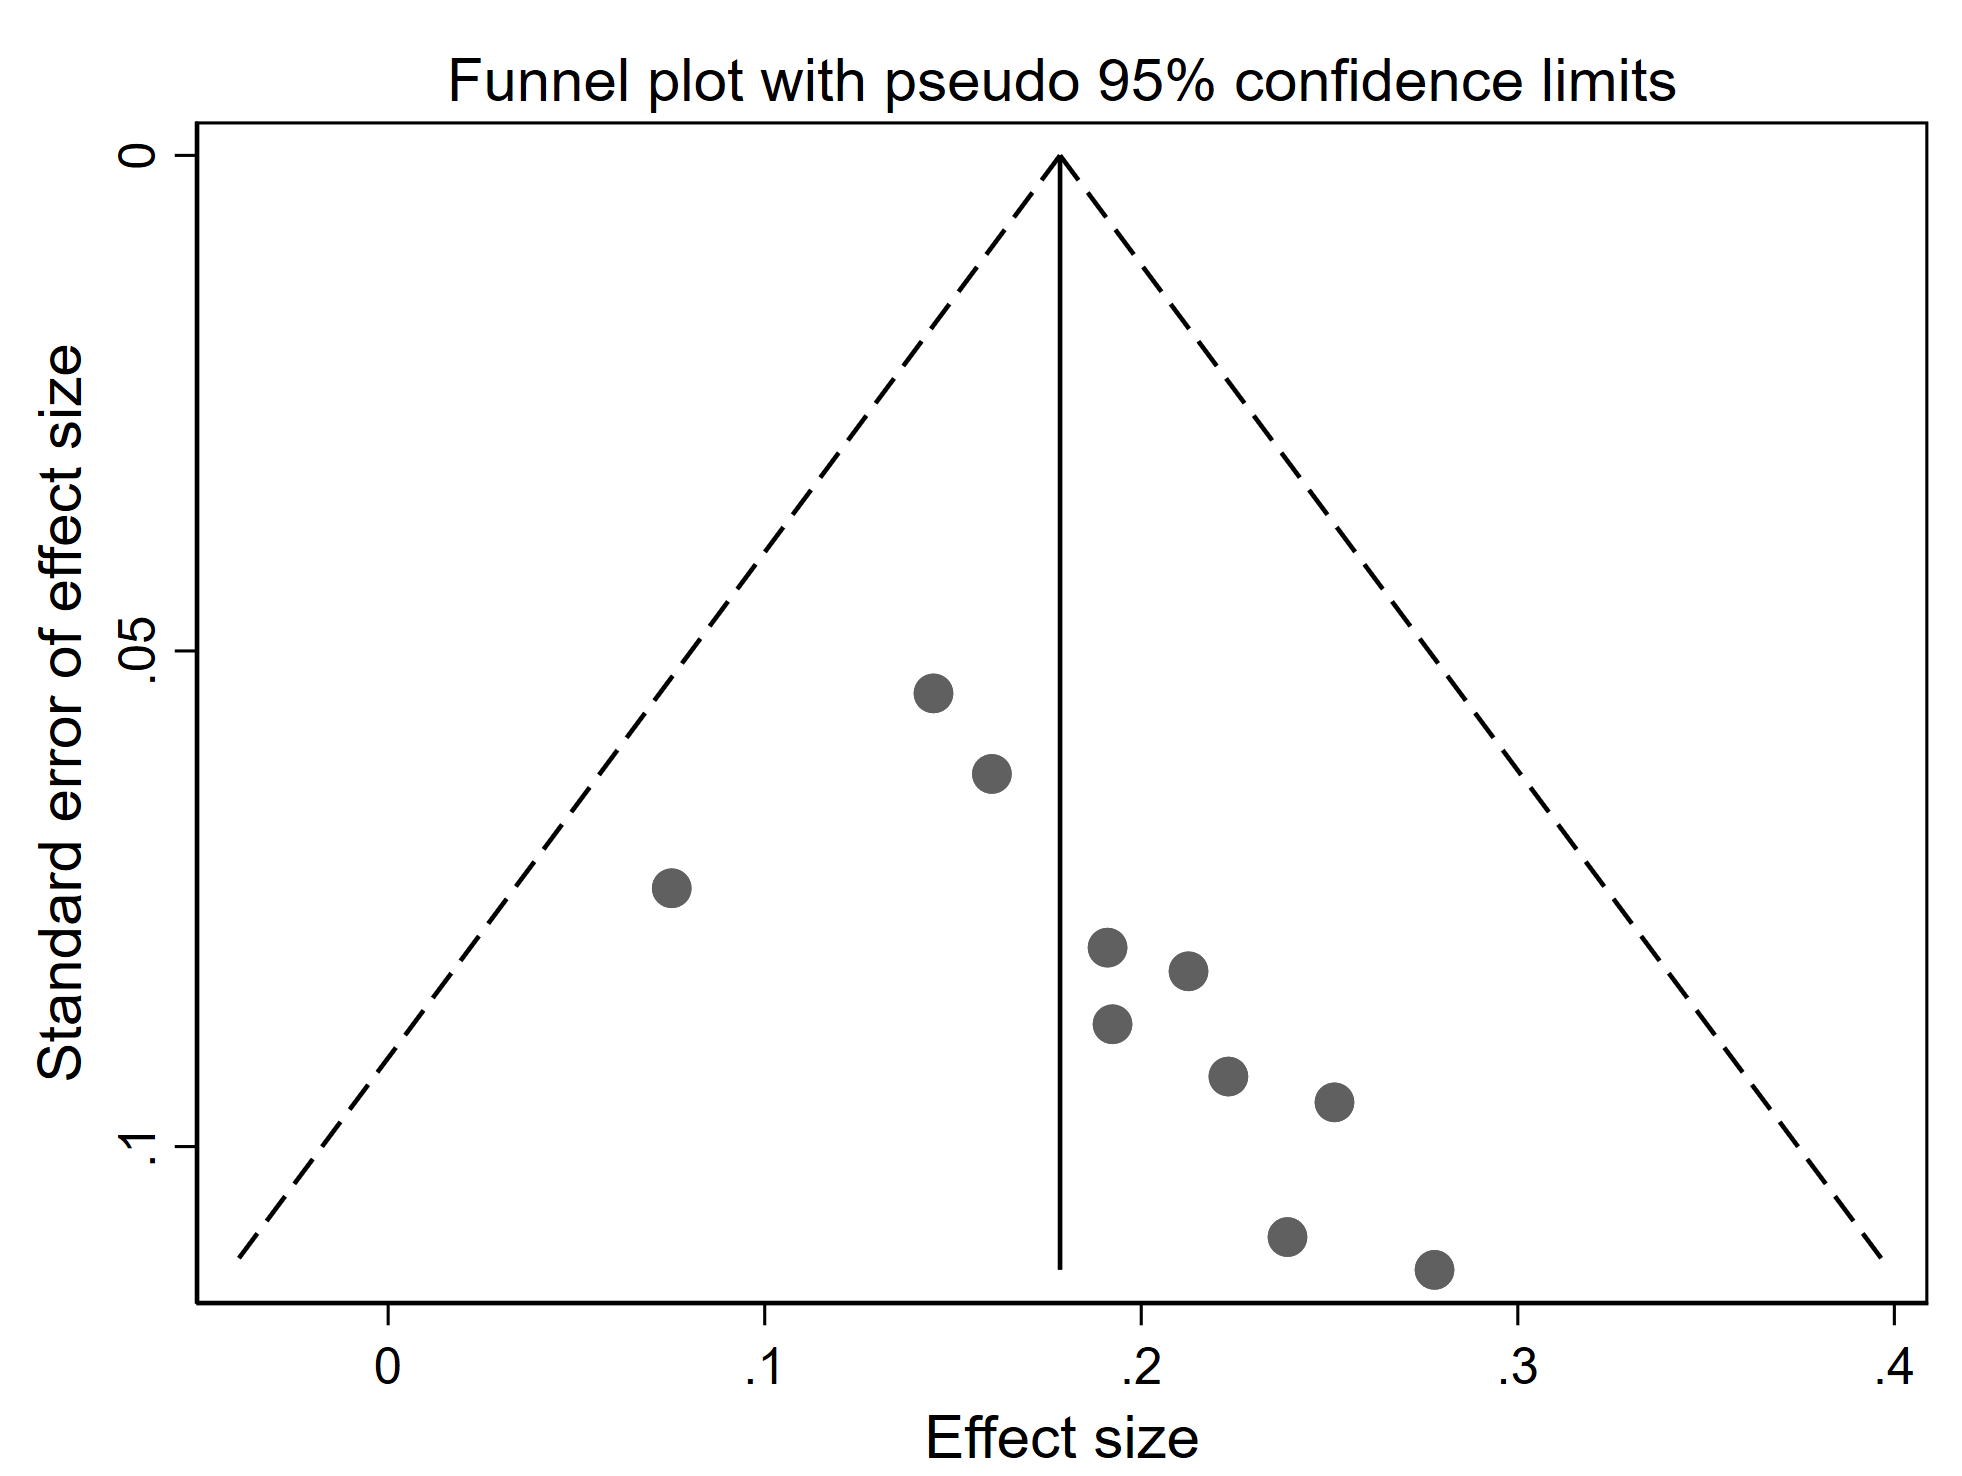 Funnel plot with pseudo 95% confidence limits
Standard error of effect size
0
.05
.1
0
.1
.2
.3
.4
Effect size